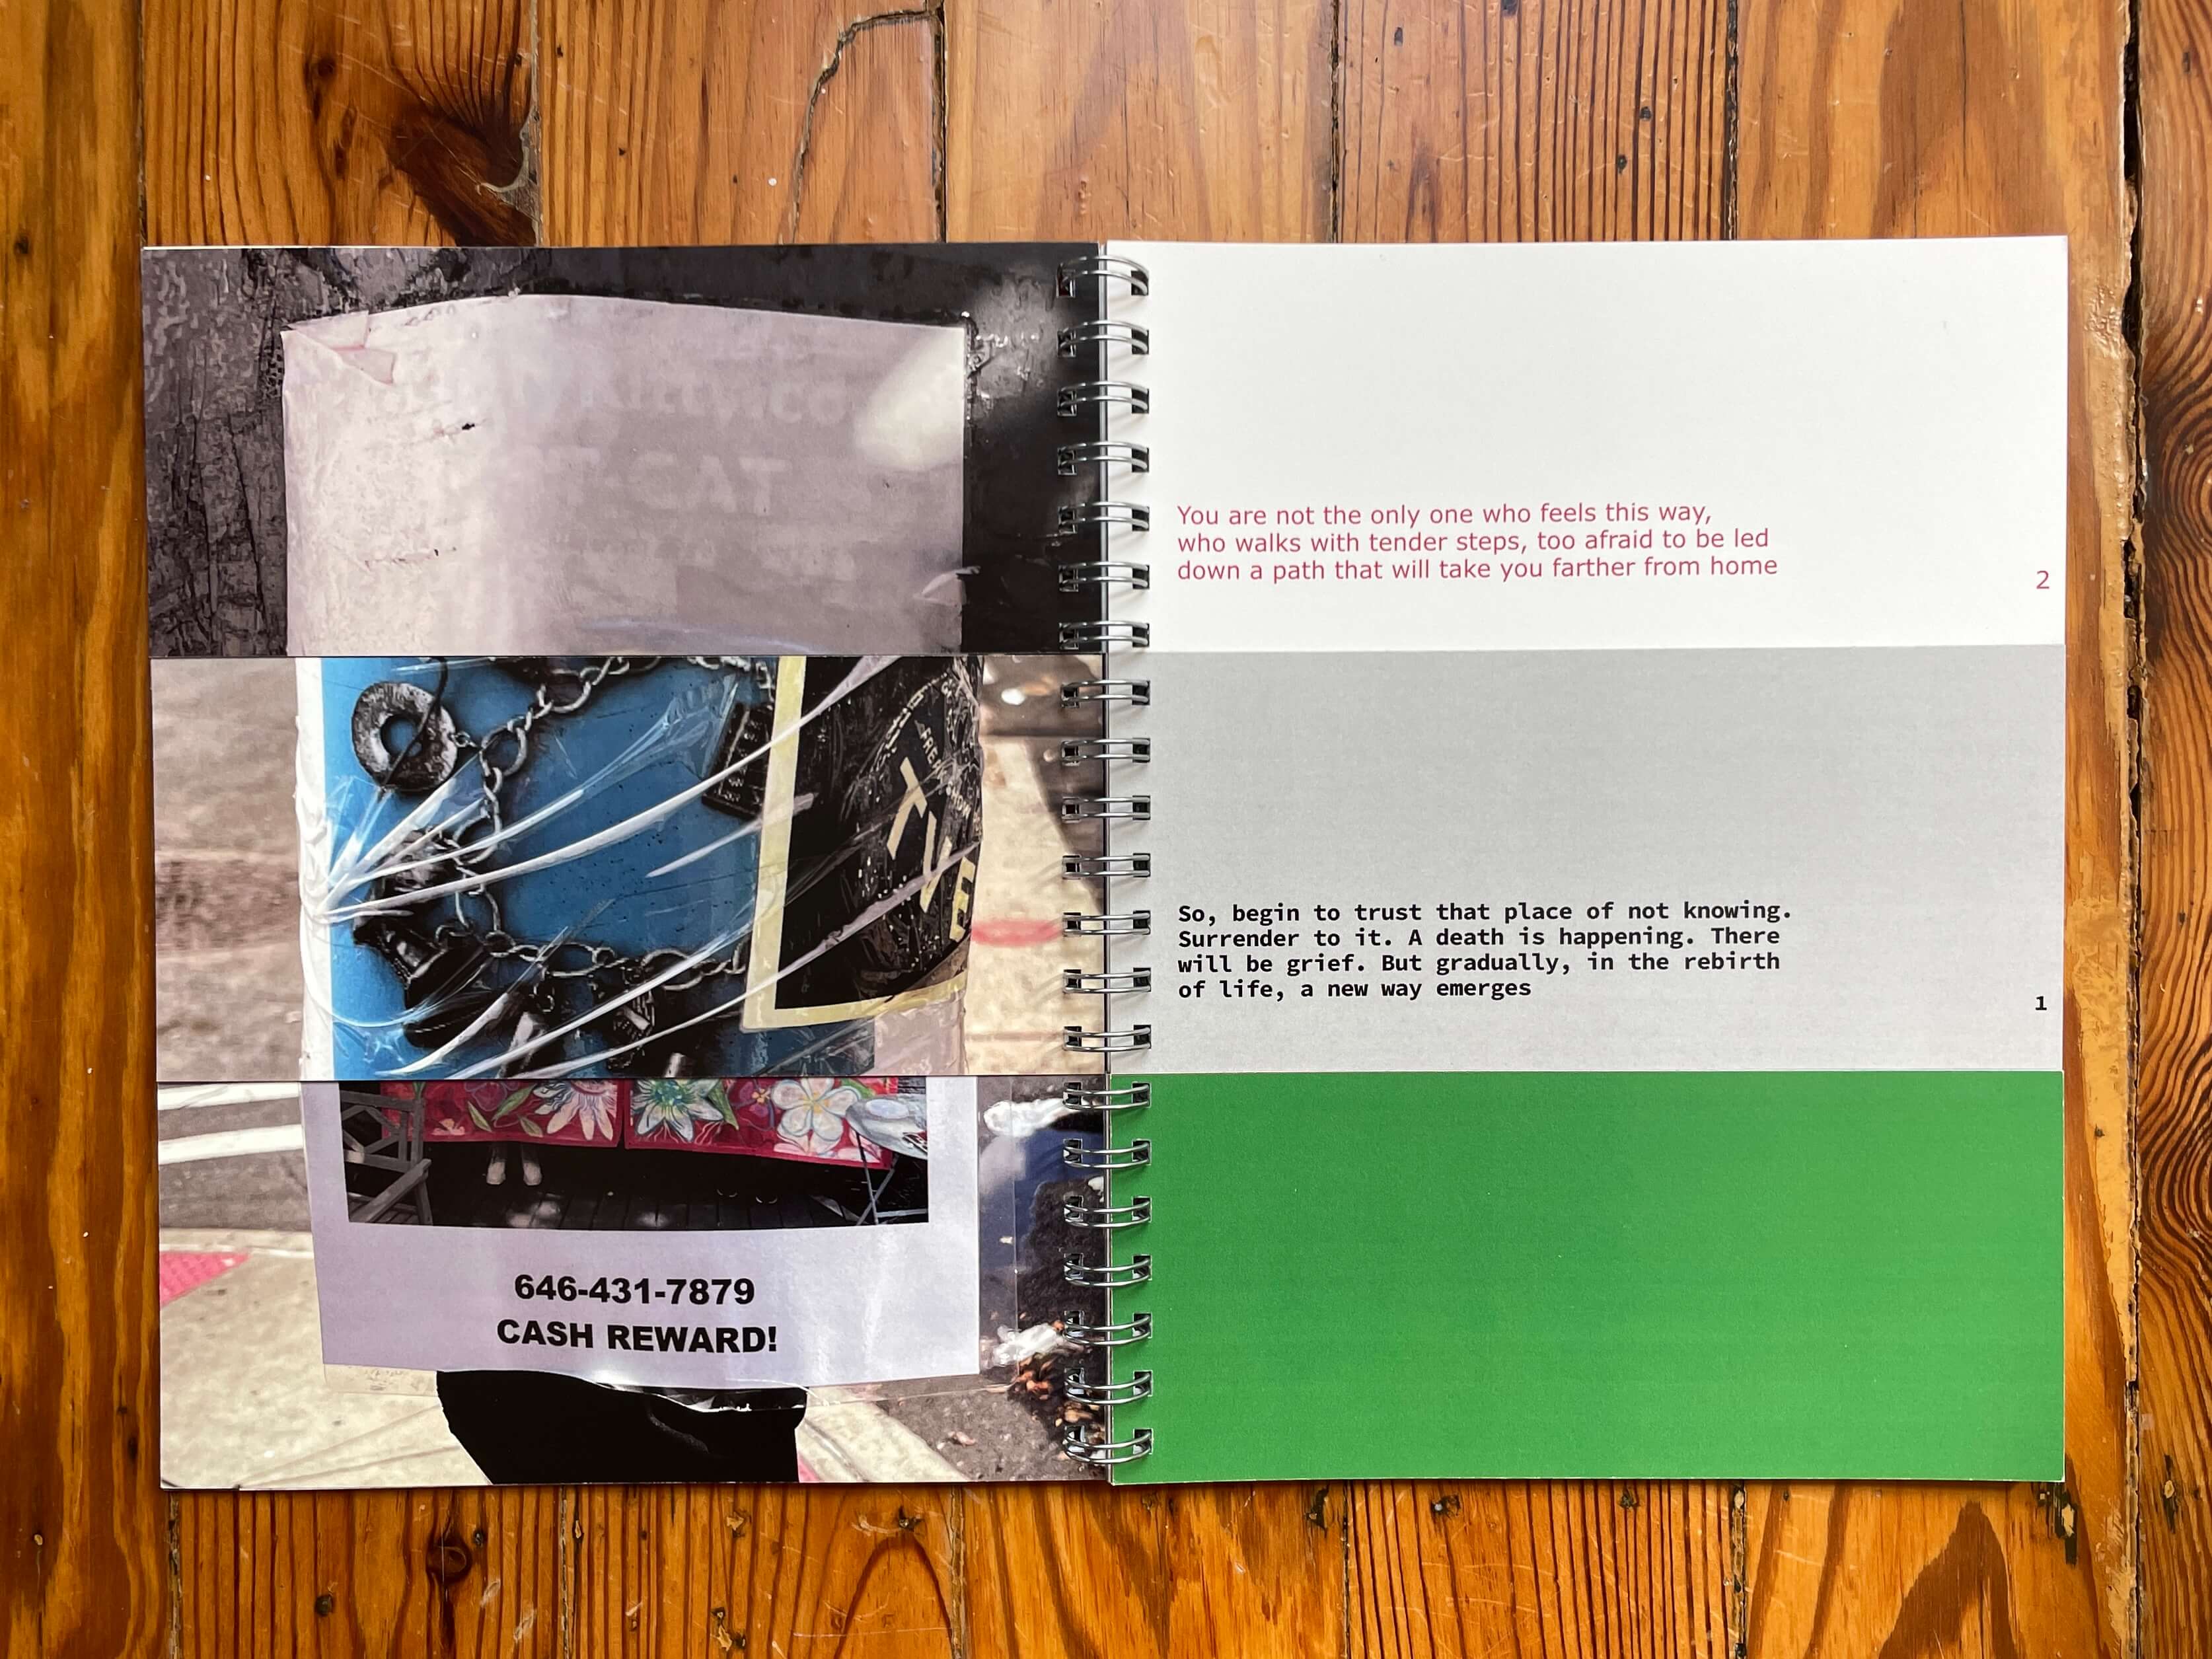 T-CAT
646-431-7879
CASH REWARD!
You are not the only one who feels this way,
who walks with tender steps, too afraid to be led
down a path that will take you farther from home
2
So, begin to trust that place of not knowing.
Surrender to it. A death is happening. There
will be grief. But gradually, in the rebirth
of life, a new way emerges
1